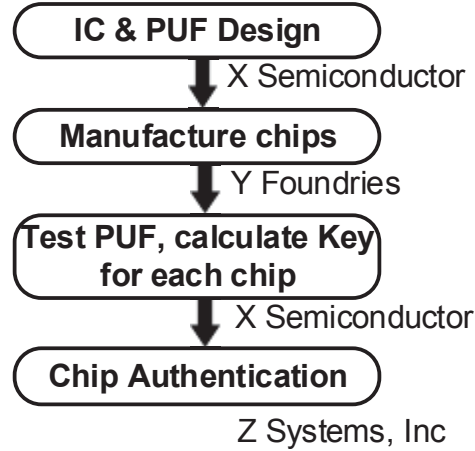 IC & PUF Design
X Semiconductor
Manufacture chips
Y Foundries
Test PUF, calculate Key
for each chip
X Semiconductor
Chip Authentication
Z Systems, Inc